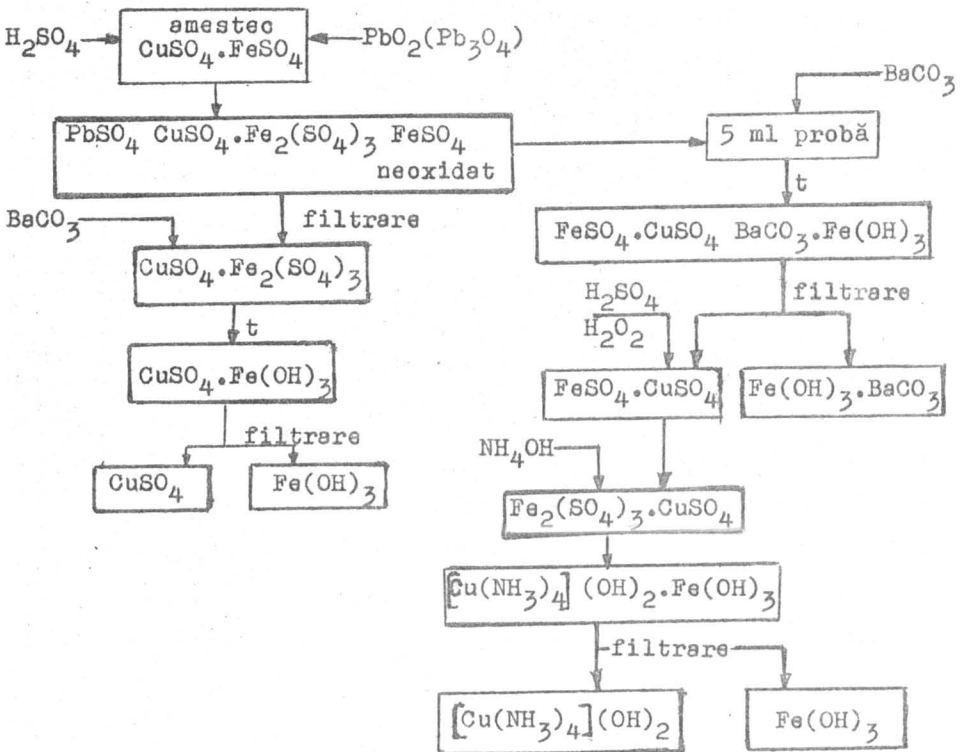 H₂SO₄
amestec
CuSO₄.FeSO₄
PbO₂(Pb₃O₄)
BaCO₃
PbSO₄ CuSO₄.Fe₂(SO₄)₃ FeSO₄
neoxidat
5 ml probă
t
BaCO₃
filtrare
FeSO₄.CuSO₄ BaCO₃.Fe(OH)₃
CuSO₄.Fe₂(SO₄)₃
H₂SO₄
H₂O₂
filtrare
t
CuSO₄.Fe(OH)₃
FeSO₄.CuSO₄
Fe(OH)₃.BaCO₃
filtrare
NH₄OH
CuSO₄
Fe(OH)₃
Fe₂(SO₄)₃.CuSO₄
[Cu(NH₃)₄] (OH)₂.Fe(OH)₃
filtrare
[Cu(NH₃)₄](OH)₂
Fe(OH)₃